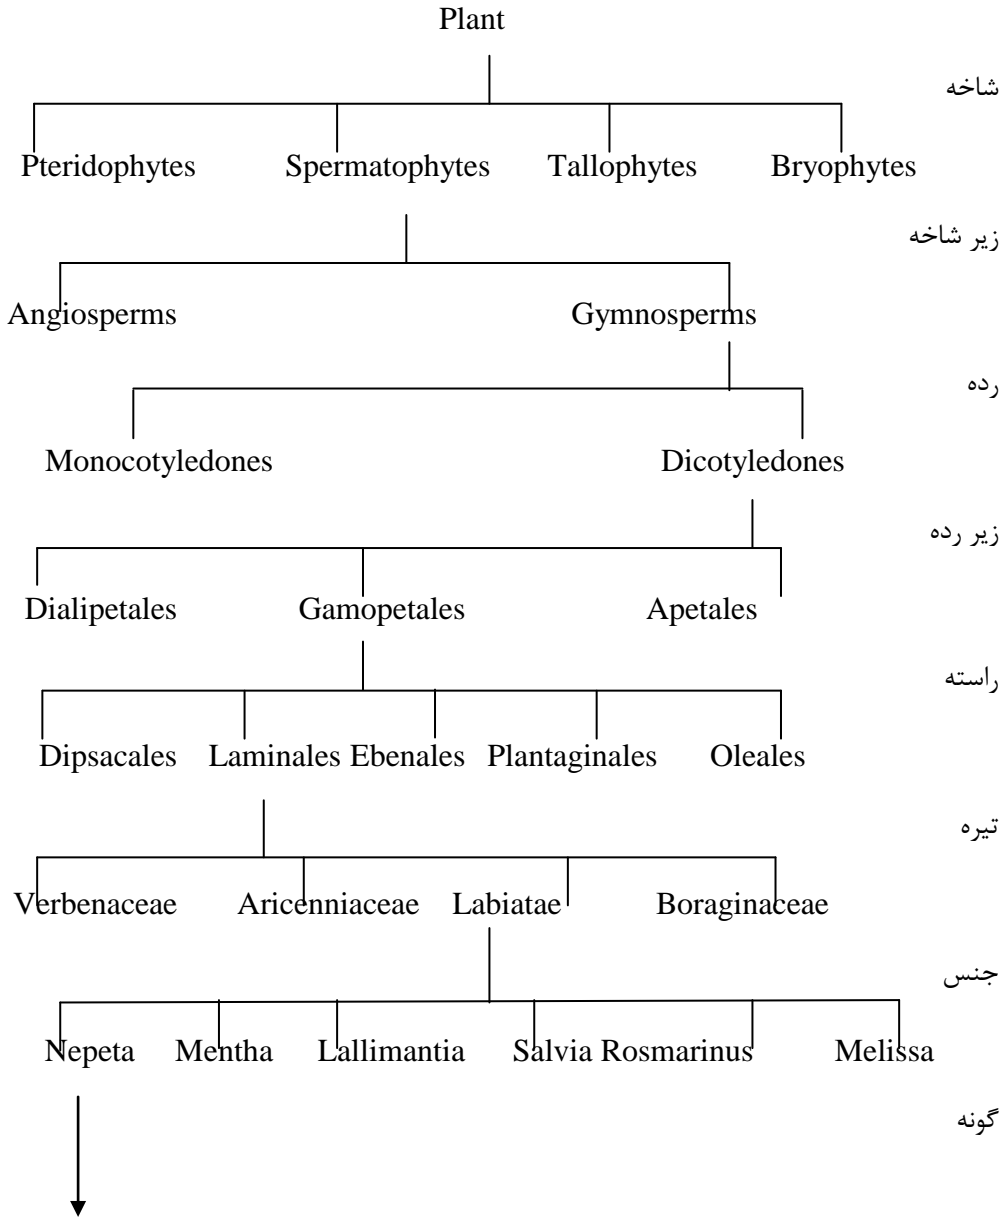 Plant
شاخه
Pteridophytes Spermatophytes Tallophytes Bryophytes
زیر شاخه
Angiosperms Gymnosperms
رده
Monocotyledones Dicotyledones
زیر رده
Dialipetales Gamopetales Apetales
راسته
Dipsacales Laminales Ebenales Plantaginales Oleales
تیره
Verbenaceae Aricenniaceae Labiatae Boraginaceae
جنس
Nepeta Mentha Lallimantia Salvia Rosmarinus Melissa
گونه